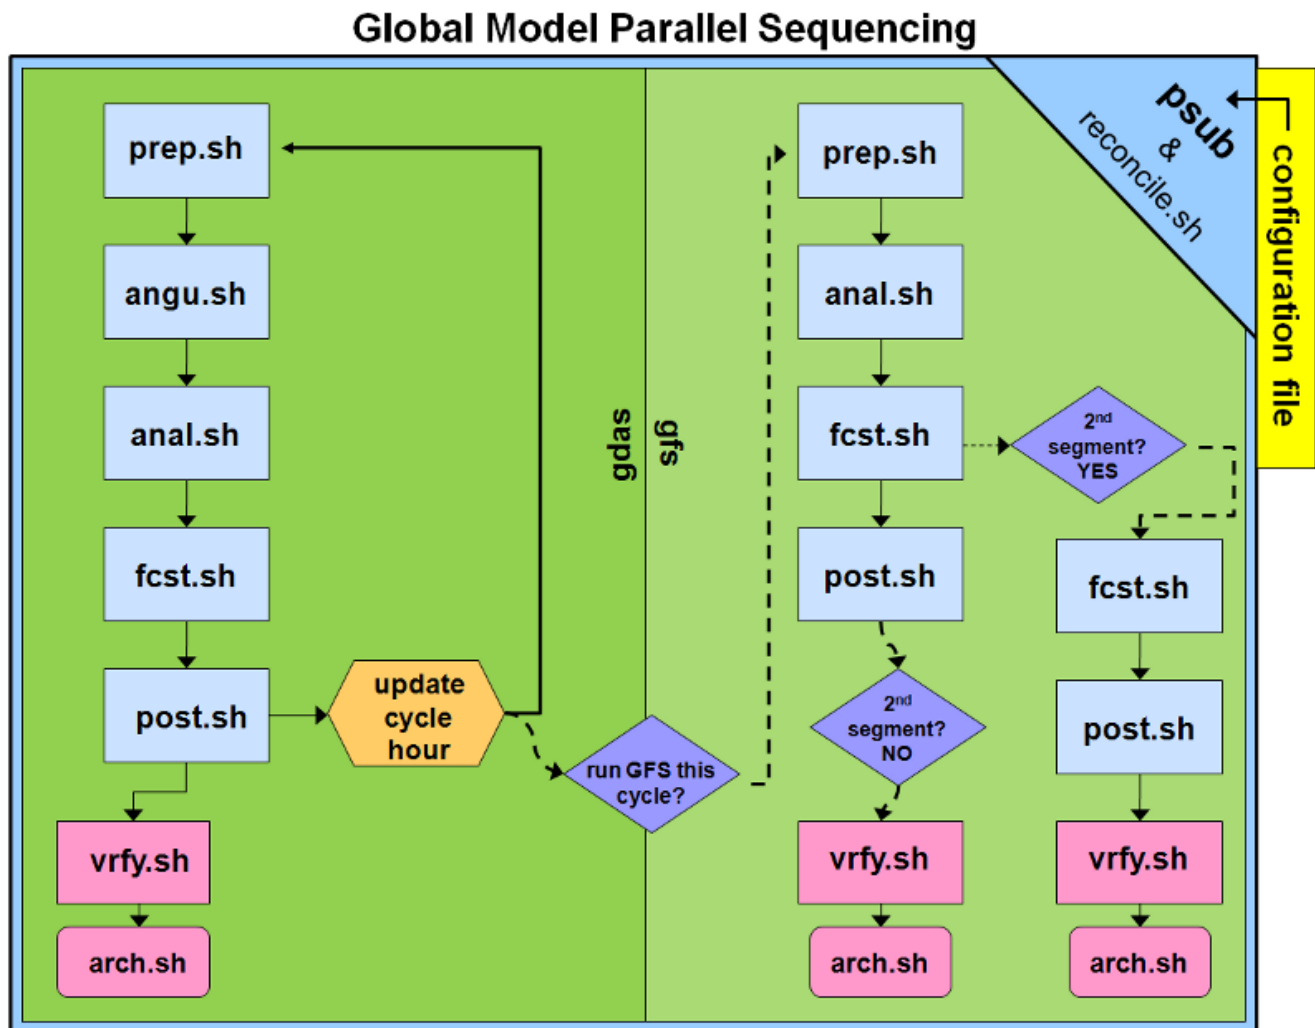 Global Model Parallel Sequencing
prep.sh
angu.sh
anal.sh
fcst.sh
post.sh
update
cycle
hour
vrfy.sh
arch.sh
gdas
gfs
run GFS this
cycle?
prep.sh
anal.sh
fcst.sh
2nd
segment?
YES
post.sh
2nd
segment?
NO
vrfy.sh
arch.sh
fcst.sh
post.sh
vrfy.sh
arch.sh
psub
&
reconcile.sh
configuration file